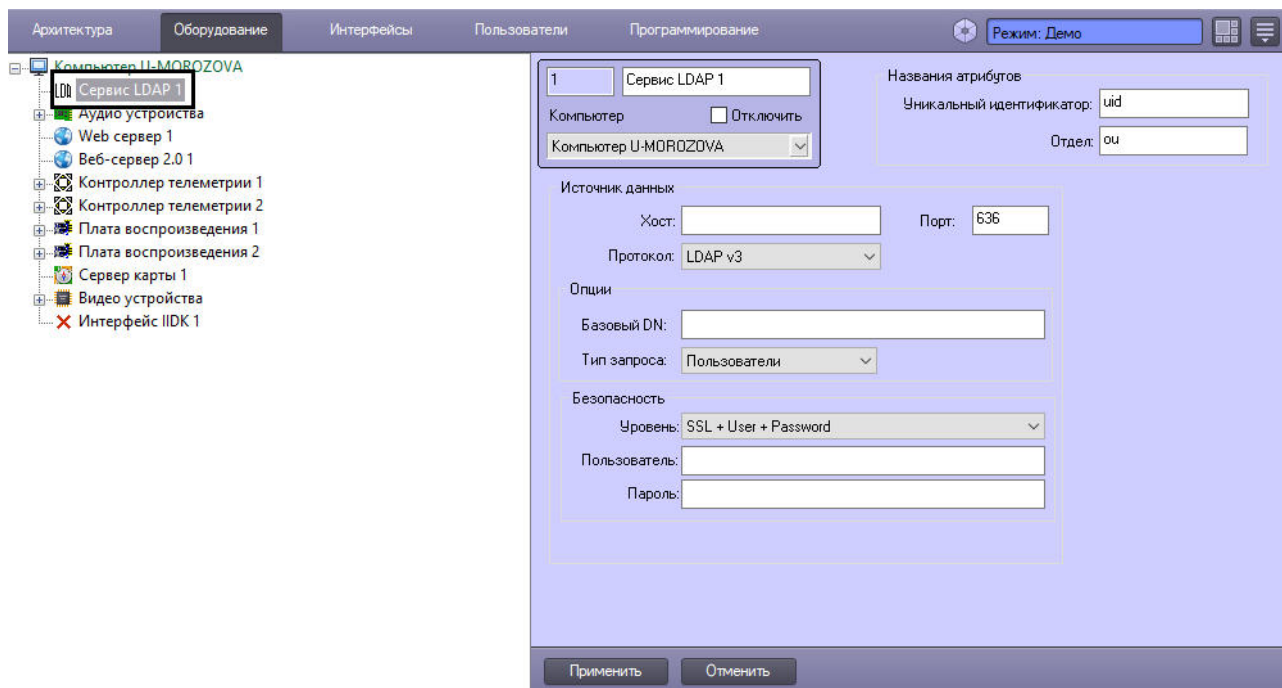 Архитектура Оборудование Интерфейсы Пользователи Программирование Режим: Демо
Компьютер U-MOROZOVA
Сервис LDAP 1
Аудио устройства
Web сервер 1
Веб-сервер 2.0 1
Контроллер телеметрии 1
Контроллер телеметрии 2
Плата воспроизведения 1
Плата воспроизведения 2
Сервер карты 1
Видео устройства
Интерфейс IIDK 1
1 Сервис LDAP 1
Компьютер Отключить
Компьютер U-MOROZOVA
Названия атрибутов
Уникальный идентификатор: uid
Отдел: ou
Источник данных
Хост: Порт: 636
Протокол: LDAP v3
Опции
Базовый DN:
Тип запроса: Пользователи
Безопасность
Уровень: SSL + User + Password
Пользователь:
Пароль:
Применить Отменить